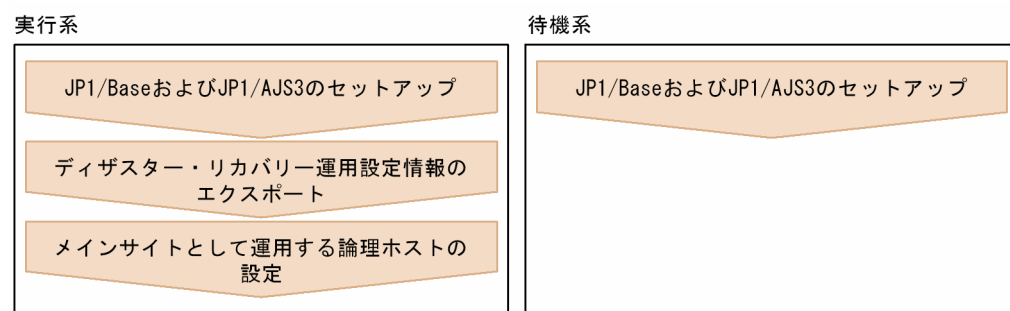 実行系
JP1/BaseおよびJP1/AJS3のセットアップ
ディザスター・リカバリー運用設定情報の
エクスポート
メインサイトとして運用する論理ホストの
設定
待機系
JP1/BaseおよびJP1/AJS3のセットアップ